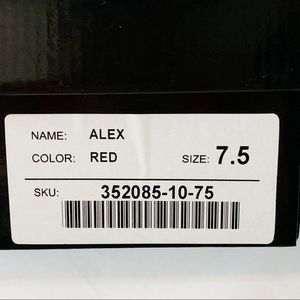 NAME: ALEX
COLOR: RED SIZE: 7.5
SKU: 352085-10-75